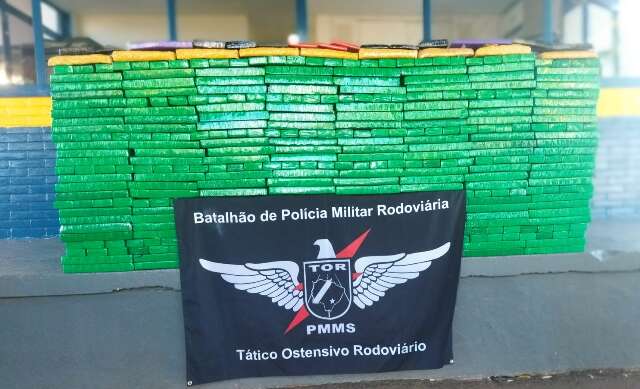 Batalhão de Polícia Militar Rodoviária
TOR
PMMS
Tático Ostensivo Rodoviário